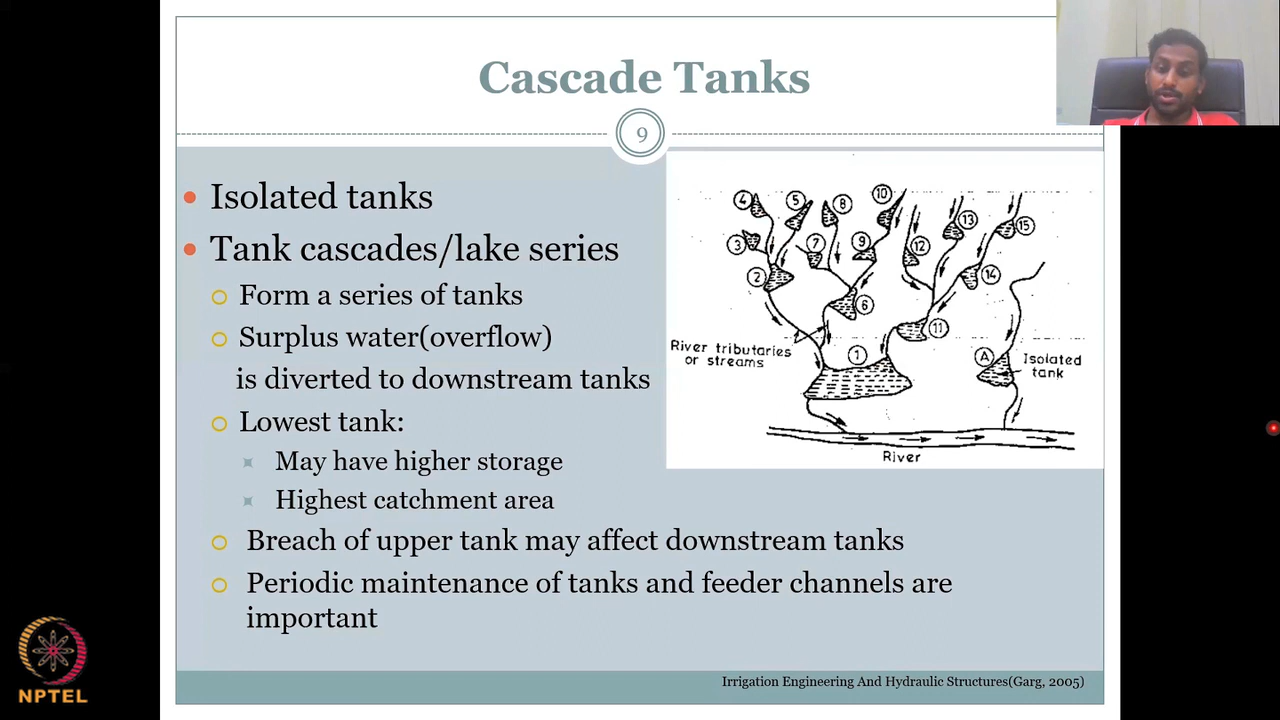 Cascade Tanks
9
Isolated tanks
Tank cascades/lake series
Form a series of tanks
Surplus water(overflow)
is diverted to downstream tanks
Lowest tank:
May have higher storage
Highest catchment area
Breach of upper tank may affect downstream tanks
Periodic maintenance of tanks and feeder channels are
important
4
5
8
10
13
15
3
7
9
12
2
14
6
11
River tributaries
or streams
1
A
Isolated
tank
River
Irrigation Engineering And Hydraulic Structures(Garg, 2005)
NPTEL